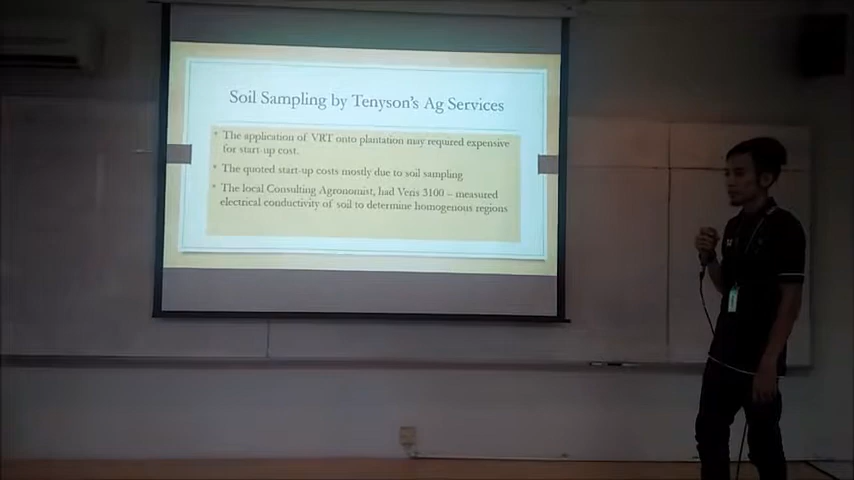 Soil Sampling by Tenyson's Ag Services
• The application of VRT onto plantation may required expensive
for start-up cost.
• The quoted start-up costs mostly due to soil sampling
• The local Consulting Agronomist, had Veris 3100 – measured
electrical conductivity of soil to determine homogenous regions